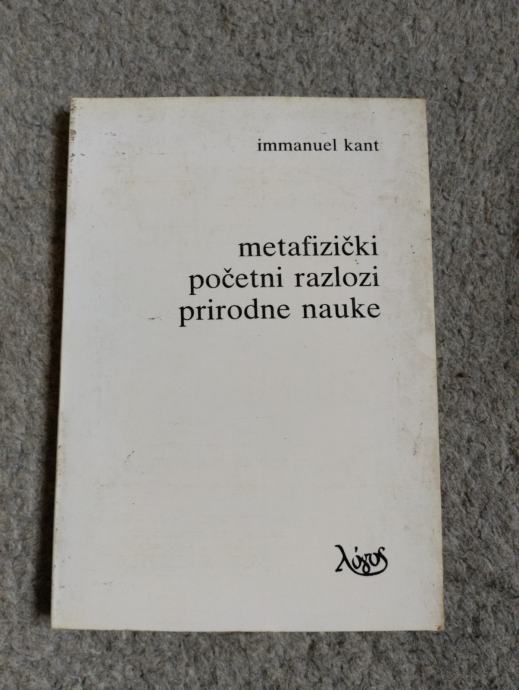 immanuel kant
metafizički
početni razlozi
prirodne nauke
λόγος